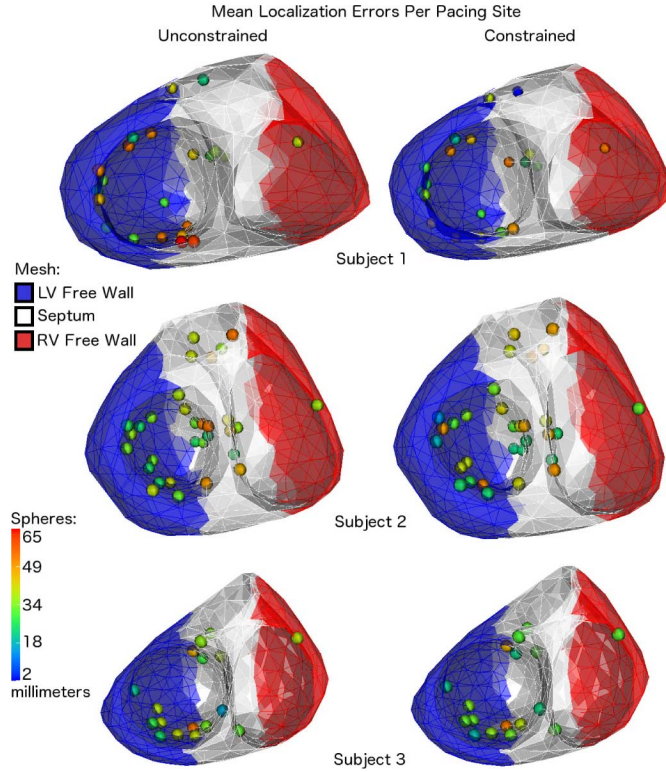 Mean Localization Errors Per Pacing Site
Unconstrained
Constrained
Subject 1
Mesh:
LV Free Wall
Septum
RV Free Wall
Subject 2
Spheres:
65
49
34
18
2
millimeters
Subject 3